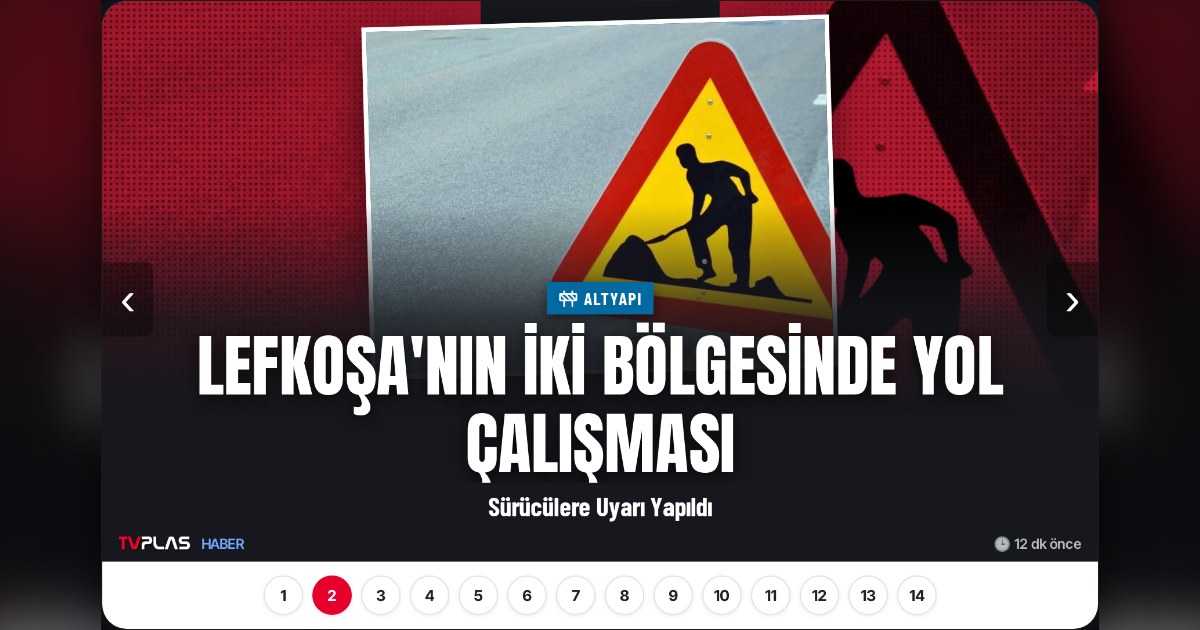 ALTYAPI
LEFKOŞA'NIN İKİ BÖLGESİNDE YOL
ÇALIŞMASI
Sürücülere Uyarı Yapıldı
TVPLAS HABER
12 dk önce
‹ ›
1 2 3 4 5 6 7 8 9 10 11 12 13 14